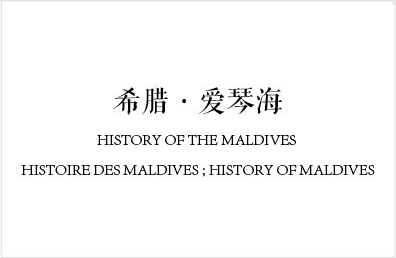 希腊·爱琴海
HISTORY OF THE MALDIVES
HISTOIRE DES MALDIVES ; HISTORY OF MALDIVES